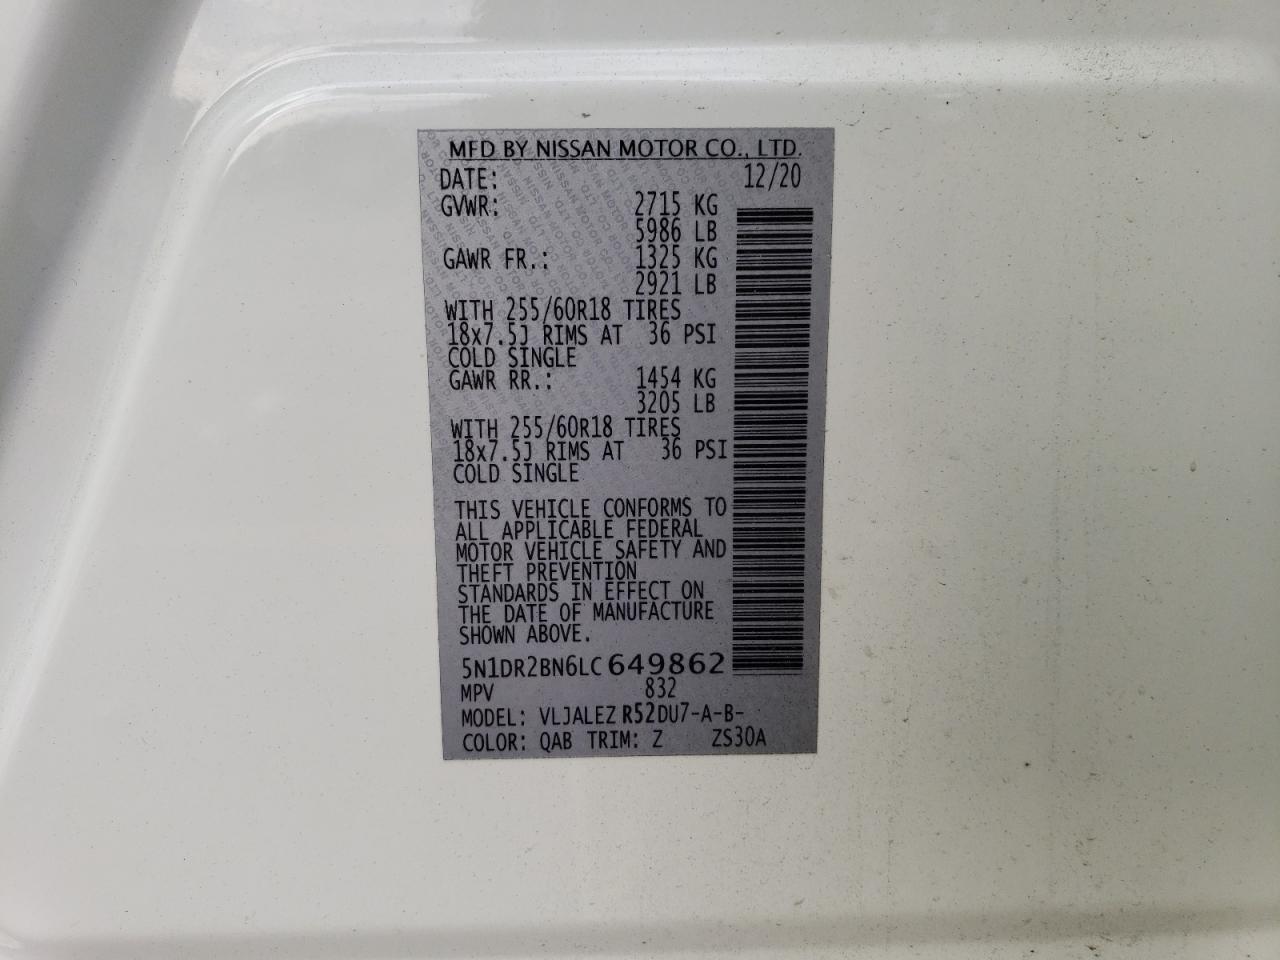 MFD BY NISSAN MOTOR CO., LTD.
DATE: 12/20
GVWR: 2715 KG
5986 LB
GAWR FR.: 1325 KG
2921 LB
WITH 255/60R18 TIRES
18x7.5J RIMS AT 36 PSI
COLD SINGLE
GAWR RR.: 1454 KG
3205 LB
WITH 255/60R18 TIRES
18x7.5J RIMS AT 36 PSI
COLD SINGLE
THIS VEHICLE CONFORMS TO
ALL APPLICABLE FEDERAL
MOTOR VEHICLE SAFETY AND
THEFT PREVENTION
STANDARDS IN EFFECT ON
THE DATE OF MANUFACTURE
SHOWN ABOVE.
5N1DR2BN6LC649862
MPV 832
MODEL: VLJALEZ R52DU7-A-B-
COLOR: QAB TRIM: Z ZS30A